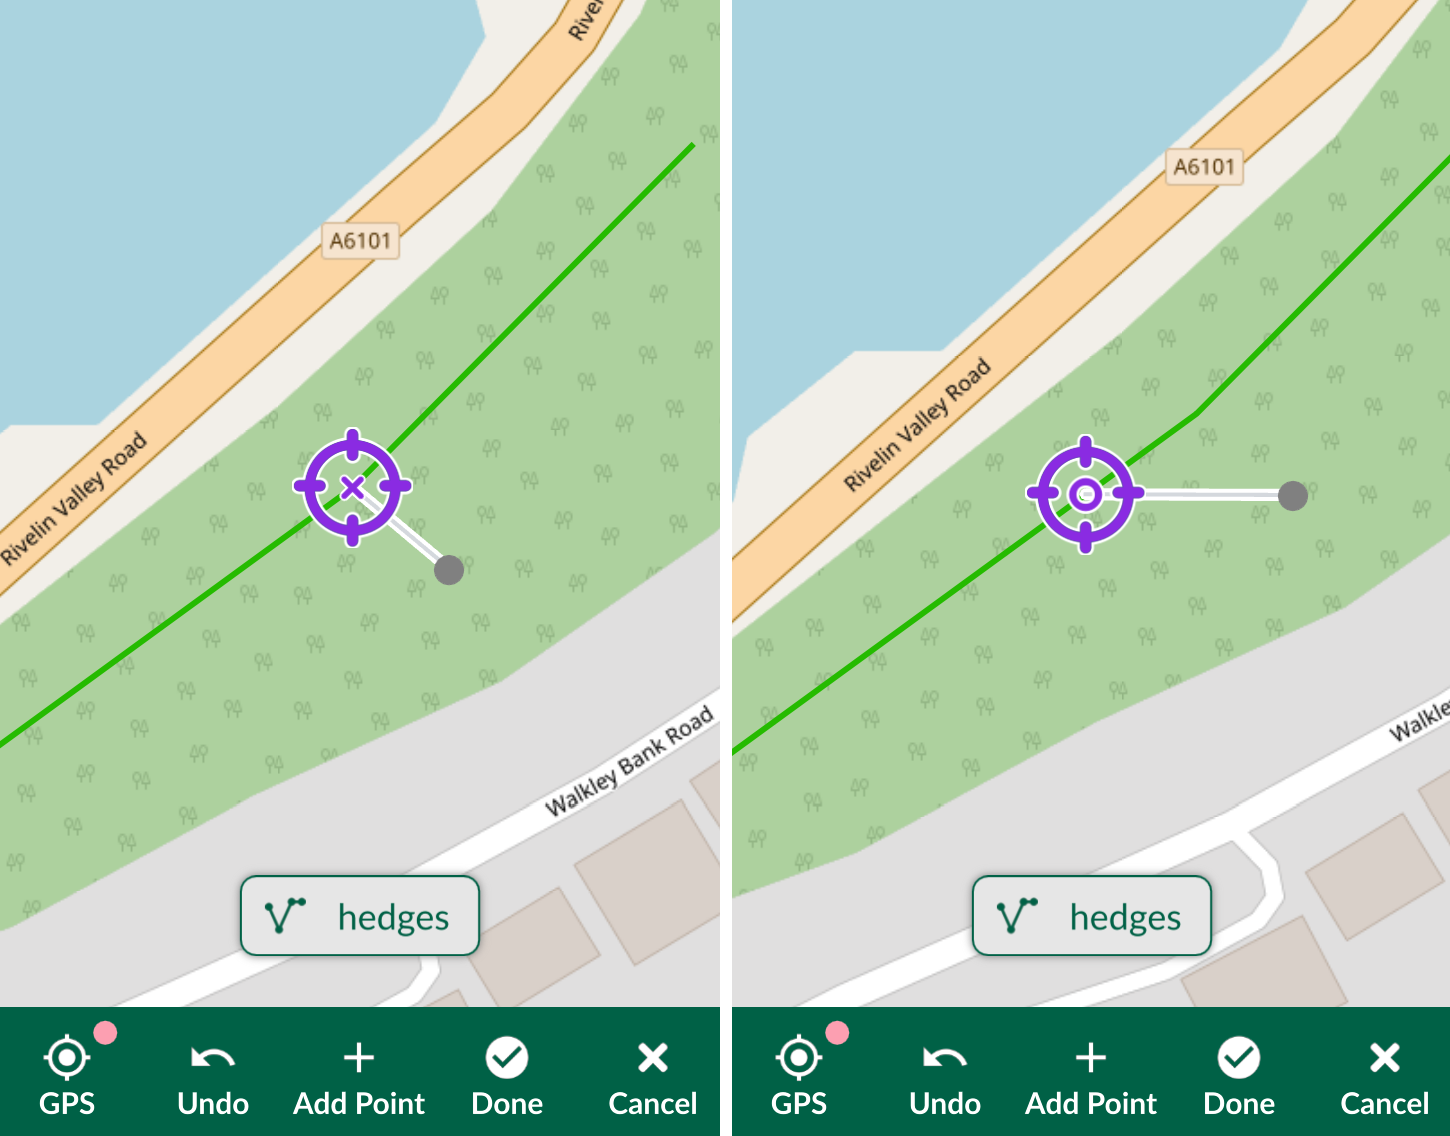 River
A6101
Rivelin Valley Road
Walkley Bank Road
hedges
GPS
Undo
Add Point
Done
Cancel
A6101
Rivelin Valley Road
Walkle
hedges
GPS
Undo
Add Point
Done
Cancel